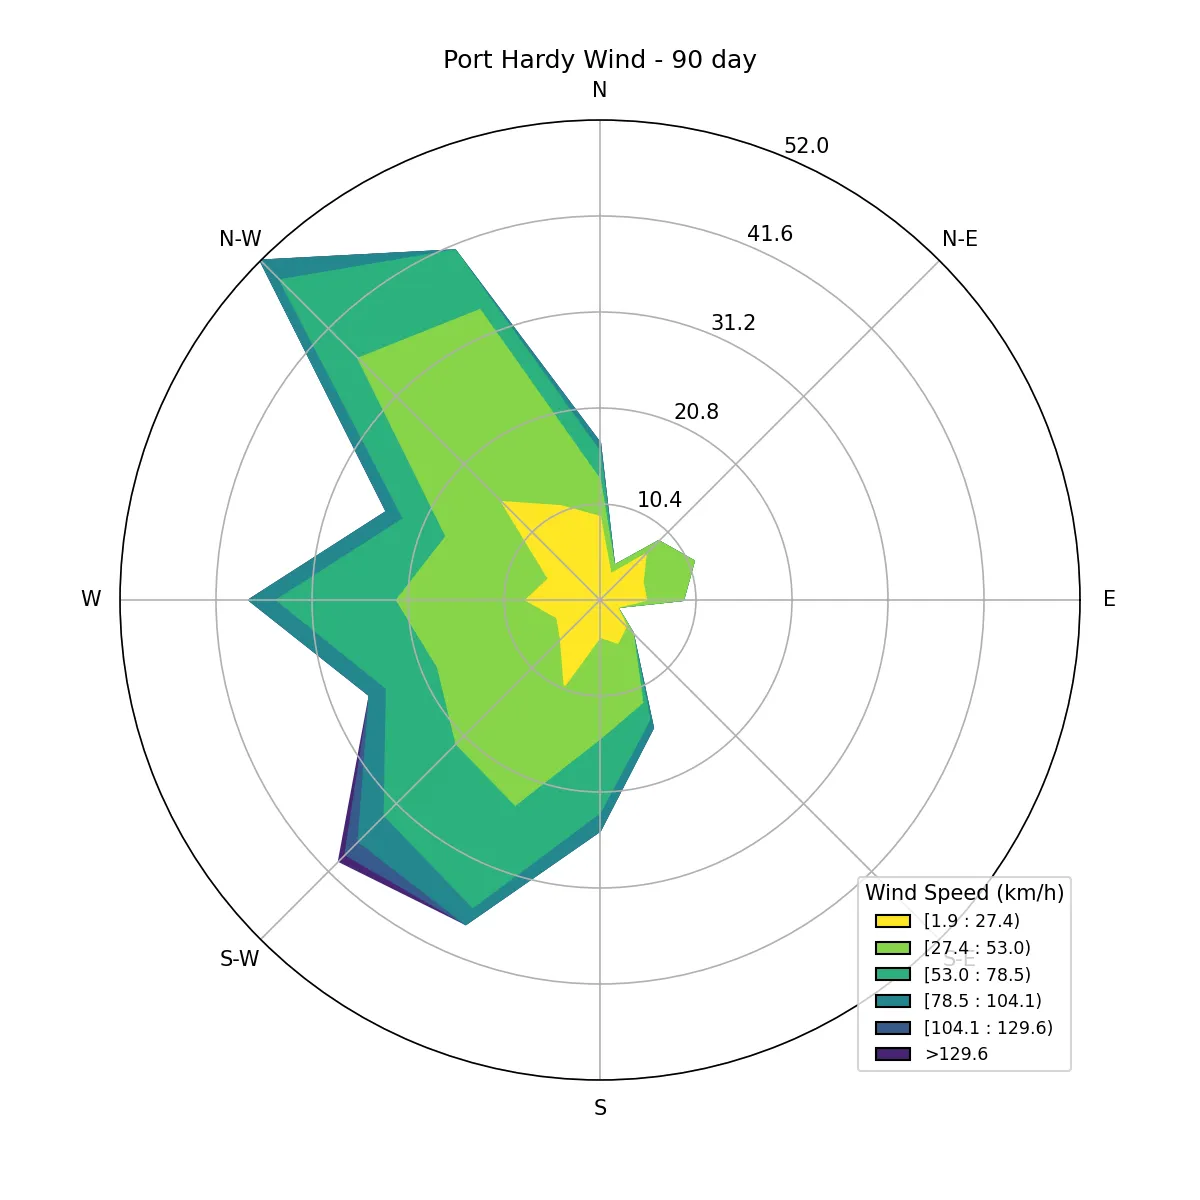 Port Hardy Wind - 90 day
N
52.0
41.6
N-W
N-E
31.2
20.8
10.4
W
E
Wind Speed (km/h)
[1.9 : 27.4)
[27.4 : 53.0)
S-W
S-E
[53.0 : 78.5)
[78.5 : 104.1)
[104.1 : 129.6)
>129.6
S